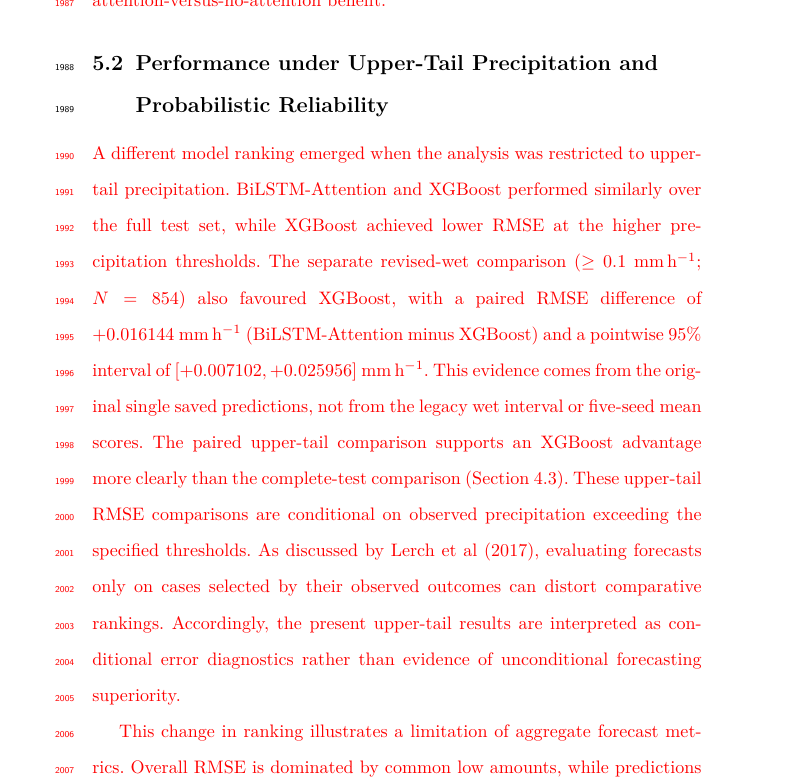 1987 attention-versus-no-attention benefit.
1988 5.2 Performance under Upper-Tail Precipitation and
1989 Probabilistic Reliability
1990 A different model ranking emerged when the analysis was restricted to upper-
1991 tail precipitation. BiLSTM-Attention and XGBoost performed similarly over
1992 the full test set, while XGBoost achieved lower RMSE at the higher pre-
1993 cipitation thresholds. The separate revised-wet comparison (≥ 0.1 mm h⁻¹;
1994 N = 854) also favoured XGBoost, with a paired RMSE difference of
1995 +0.016144 mm h⁻¹ (BiLSTM-Attention minus XGBoost) and a pointwise 95%
1996 interval of [+0.007102, +0.025956] mm h⁻¹. This evidence comes from the orig-
1997 inal single saved predictions, not from the legacy wet interval or five-seed mean
1998 scores. The paired upper-tail comparison supports an XGBoost advantage
1999 more clearly than the complete-test comparison (Section 4.3). These upper-tail
2000 RMSE comparisons are conditional on observed precipitation exceeding the
2001 specified thresholds. As discussed by Lerch et al (2017), evaluating forecasts
2002 only on cases selected by their observed outcomes can distort comparative
2003 rankings. Accordingly, the present upper-tail results are interpreted as con-
2004 ditional error diagnostics rather than evidence of unconditional forecasting
2005 superiority.
2006 This change in ranking illustrates a limitation of aggregate forecast met-
2007 rics. Overall RMSE is dominated by common low amounts, while predictions